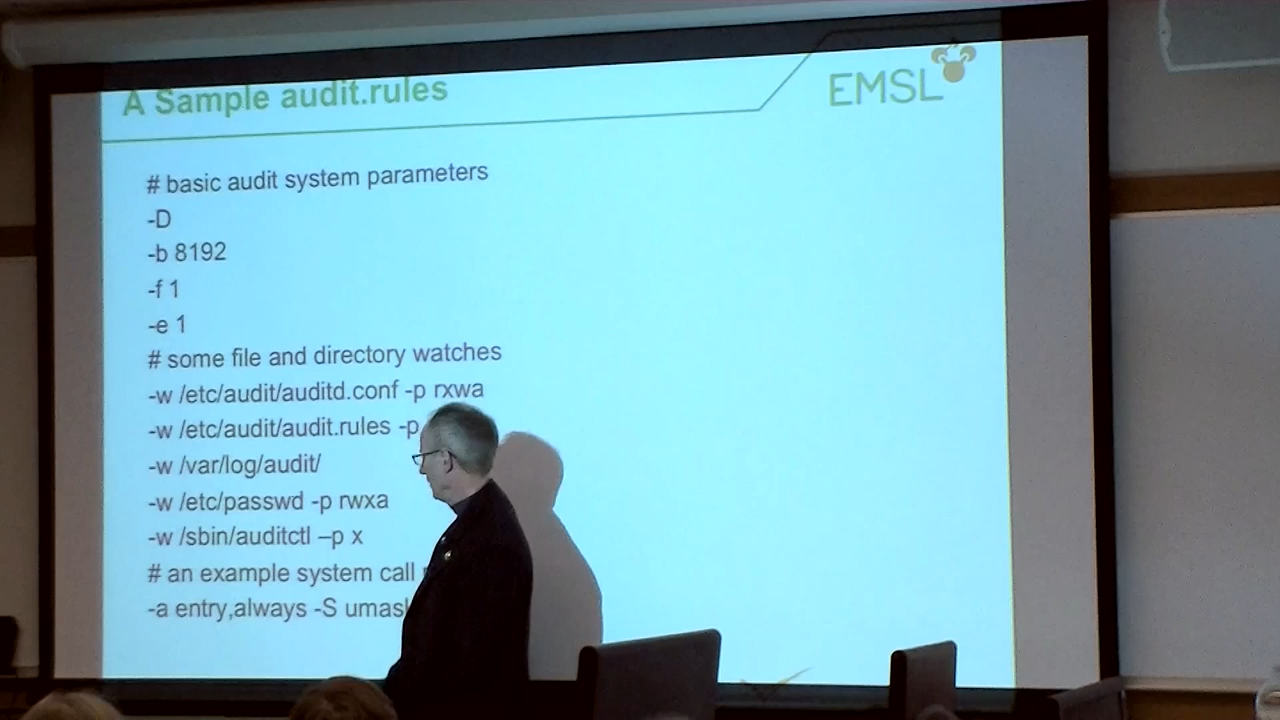 A Sample audit.rules
EMSL
# basic audit system parameters
-D
-b 8192
-f 1
-e 1
# some file and directory watches
-w /etc/audit/auditd.conf -p rxwa
-w /etc/audit/audit.rules -p
-w /var/log/audit/
-w /etc/passwd -p rwxa
-w /sbin/auditctl –p x
# an example system call
-a entry,always -S